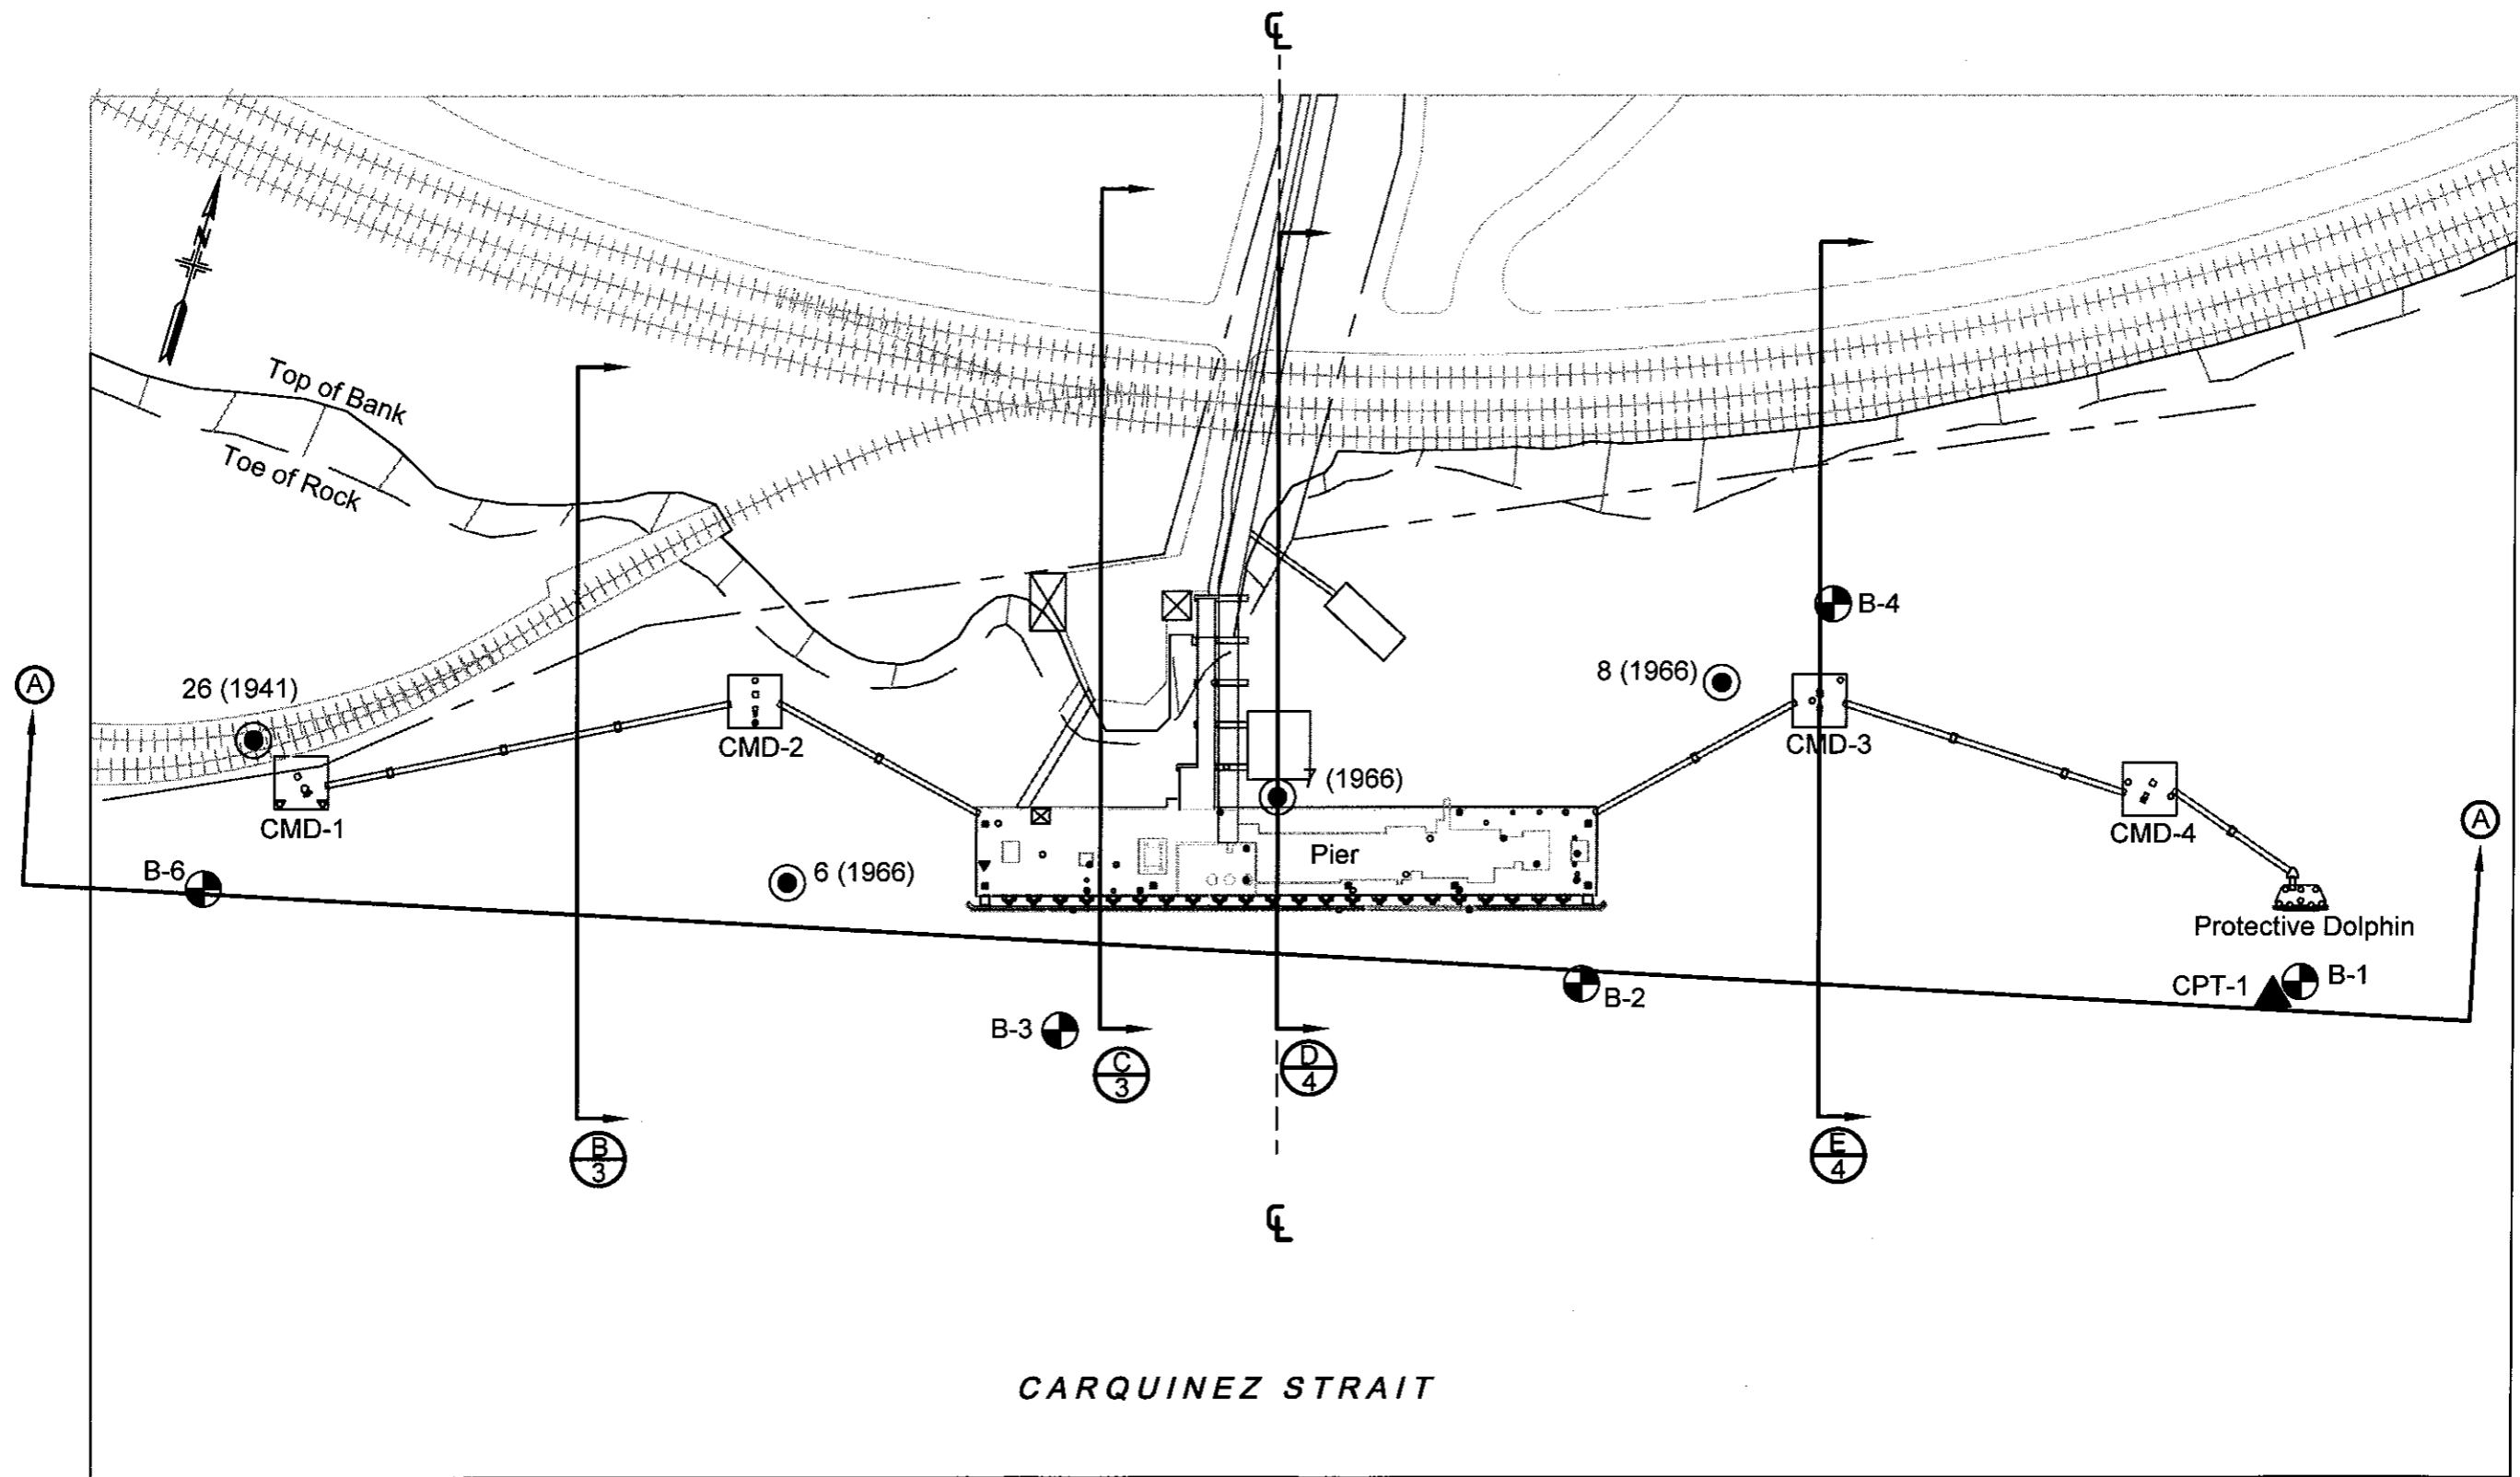 ℄
N
Top of Bank
Toe of Rock
B-4
A
26 (1941)
8 (1966)
CMD-2
CMD-3
7 (1966)
CMD-1
CMD-4
A
Pier
B-6
6 (1966)
Protective Dolphin
B-1
CPT-1
B-2
B-3
C
3
D
4
B
3
E
4
℄
CARQUINEZ STRAIT